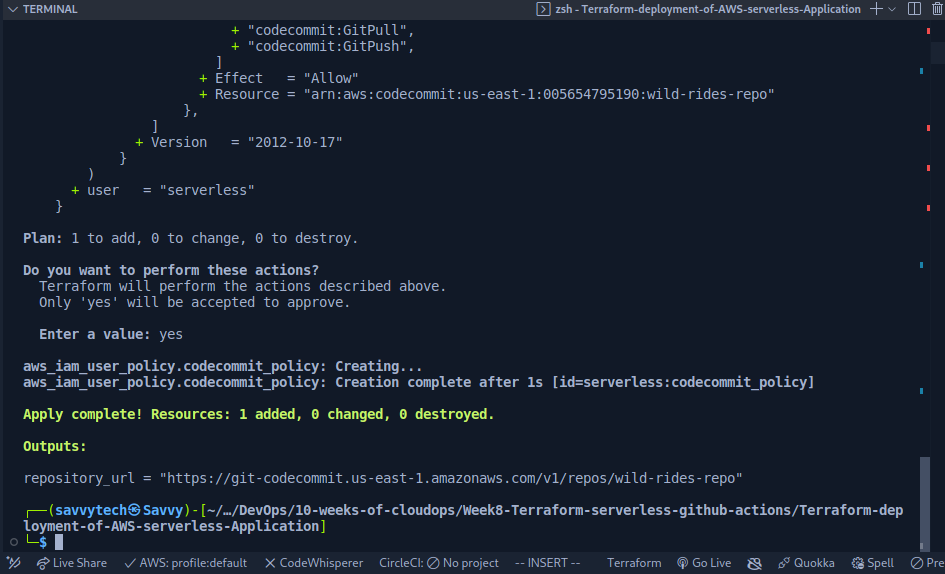 TERMINAL
zsh - Terraform-deployment-of-AWS-serverless-Application
+ "codecommit:GitPull",
+ "codecommit:GitPush",
]
+ Effect   = "Allow"
+ Resource = "arn:aws:codecommit:us-east-1:005654795190:wild-rides-repo"
},
]
+ Version   = "2012-10-17"
}
)
+ user   = "serverless"
}
Plan: 1 to add, 0 to change, 0 to destroy.
Do you want to perform these actions?
Terraform will perform the actions described above.
Only 'yes' will be accepted to approve.
Enter a value: yes
aws_iam_user_policy.codecommit_policy: Creating...
aws_iam_user_policy.codecommit_policy: Creation complete after 1s [id=serverless:codecommit_policy]
Apply complete! Resources: 1 added, 0 changed, 0 destroyed.
Outputs:
repository_url = "https://git-codecommit.us-east-1.amazonaws.com/v1/repos/wild-rides-repo"
┌──(savvytech㉿Savvy)-[~/…/DevOps/10-weeks-of-cloudops/Week8-Terraform-serverless-github-actions/Terraform-dep
loyment-of-AWS-serverless-Application]
└─$
Live Share AWS: profile:default CodeWhisperer CircleCI: No project -- INSERT -- Terraform Go Live Quokka Spell Pre